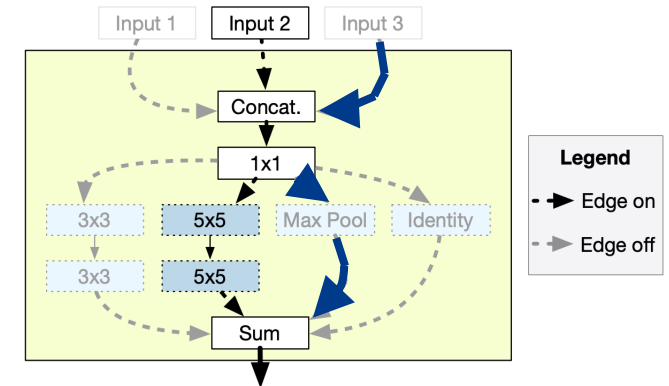 Input 1
Input 2
Input 3
Concat.
1x1
3x3
5x5
Max Pool
Identity
3x3
5x5
Sum
Legend
Edge on
Edge off